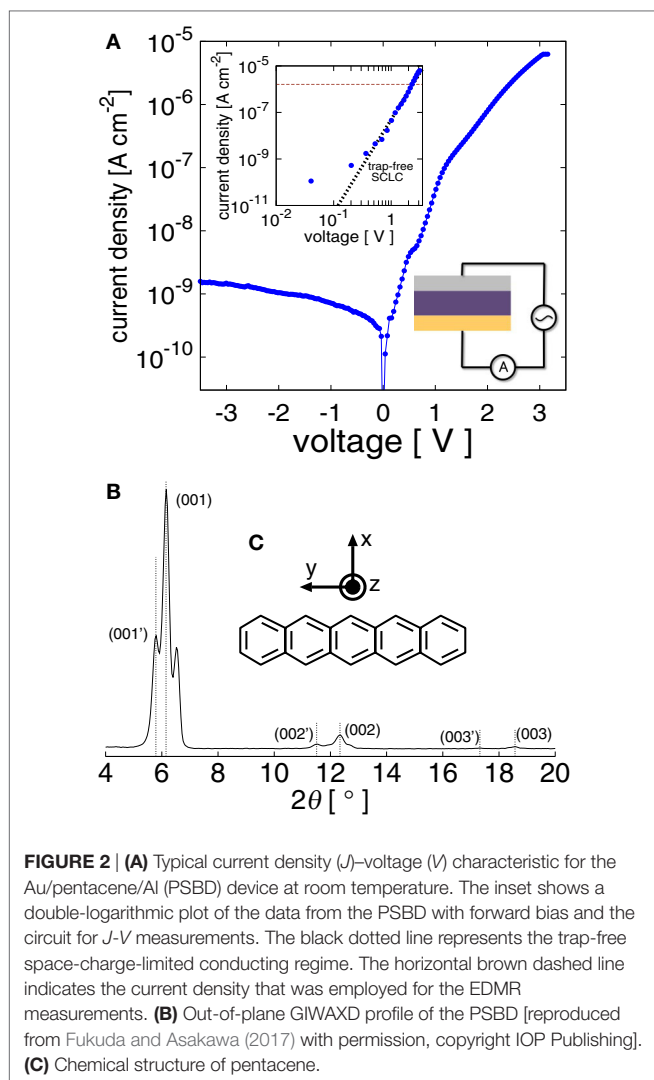 A
current density [A cm⁻²]
10⁻⁵
10⁻⁶
10⁻⁷
10⁻⁸
10⁻⁹
10⁻¹⁰
current density [A cm⁻²]
10⁻⁵
10⁻⁷
10⁻⁹
10⁻¹¹
trap-free
SCLC
10⁻² 10⁻¹ 1
voltage [ V ]
A
-3 -2 -1 0 1 2 3
voltage [ V ]
B
(001)
C
x
y
z
(001')
(002') (002) (003') (003)
4 6 8 10 12 14 16 18 20
2θ [ ° ]
FIGURE 2 | (A) Typical current density (J)–voltage (V) characteristic for the
Au/pentacene/Al (PSBD) device at room temperature. The inset shows a
double-logarithmic plot of the data from the PSBD with forward bias and the
circuit for J-V measurements. The black dotted line represents the trap-free
space-charge-limited conducting regime. The horizontal brown dashed line
indicates the current density that was employed for the EDMR
measurements. (B) Out-of-plane GIWAXD profile of the PSBD [reproduced
from Fukuda and Asakawa (2017) with permission, copyright IOP Publishing].
(C) Chemical structure of pentacene.